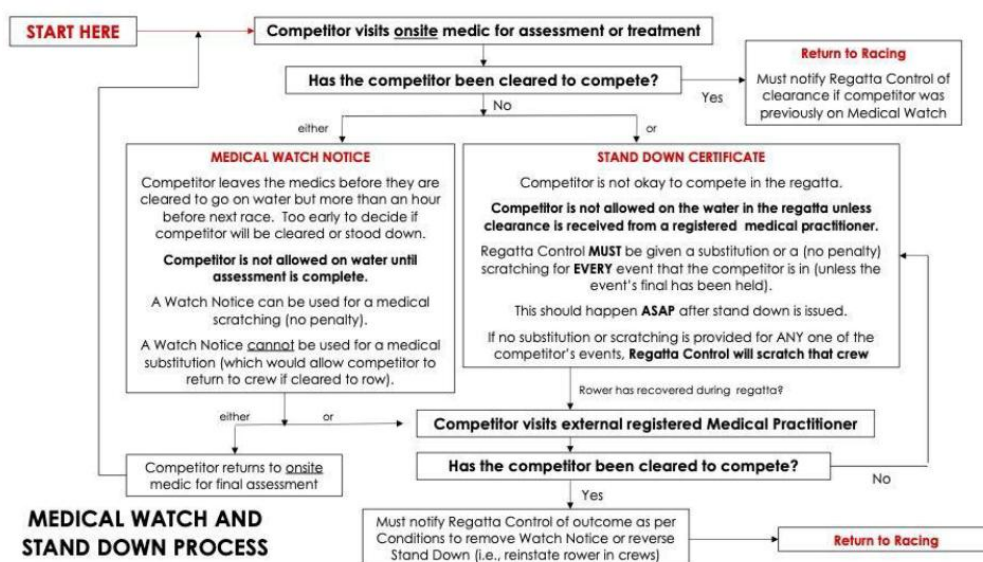 START HERE
Competitor visits onsite medic for assessment or treatment
Has the competitor been cleared to compete?
Yes
No
Return to Racing
Must notify Regatta Control of
clearance if competitor was
previously on Medical Watch
either
or
MEDICAL WATCH NOTICE
Competitor leaves the medics before they are
cleared to go on water but more than an hour
before next race. Too early to decide if
competitor will be cleared or stood down.
Competitor is not allowed on water until
assessment is complete.
A Watch Notice can be used for a medical
scratching (no penalty).
A Watch Notice cannot be used for a medical
substitution (which would allow competitor to
return to crew if cleared to row).
STAND DOWN CERTIFICATE
Competitor is not okay to compete in the regatta.
Competitor is not allowed on the water in the regatta unless
clearance is received from a registered medical practitioner.
Regatta Control MUST be given a substitution or a (no penalty)
scratching for EVERY event that the competitor is in (unless the
event's final has been held).
This should happen ASAP after stand down is issued.
If no substitution or scratching is provided for ANY one of the
competitor's events, Regatta Control will scratch that crew
Rower has recovered during regatta?
either
or
Competitor visits external registered Medical Practitioner
Competitor returns to onsite
medic for final assessment
Has the competitor been cleared to compete?
No
Yes
MEDICAL WATCH AND
STAND DOWN PROCESS
Must notify Regatta Control of outcome as per
Conditions to remove Watch Notice or reverse
Stand Down (i.e., reinstate rower in crews)
Return to Racing